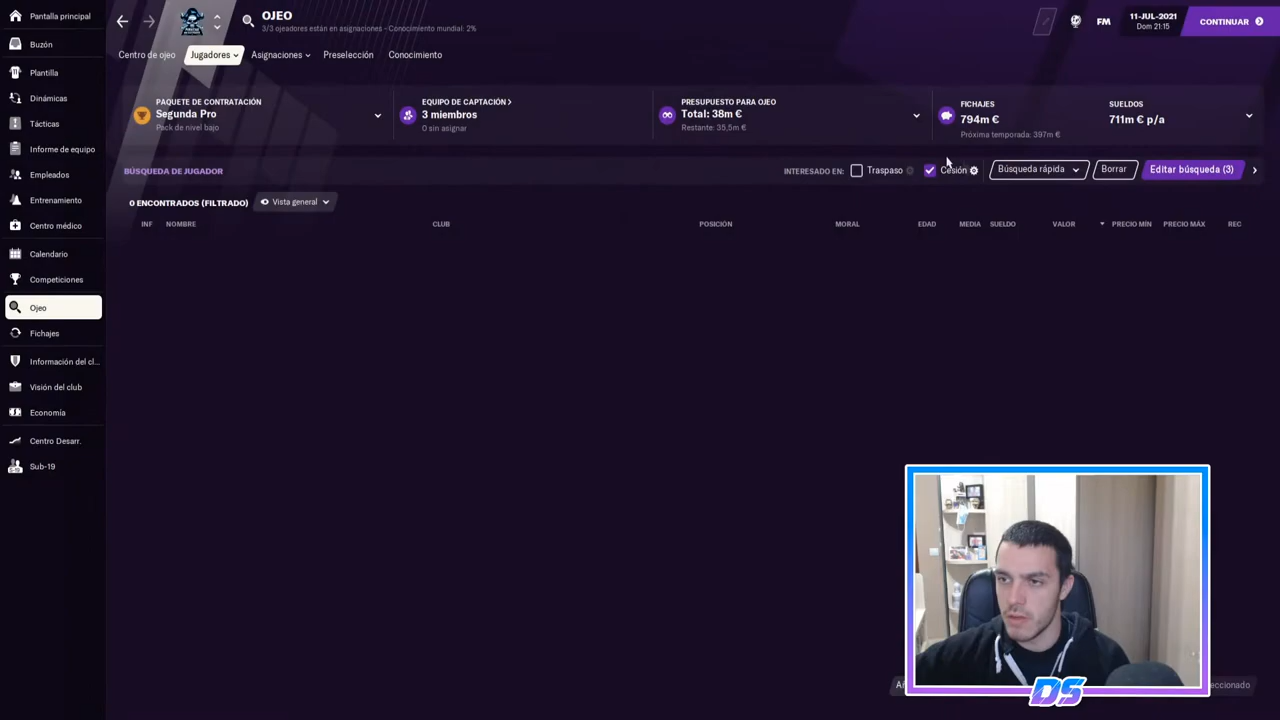 Pantalla principal
OJEO
3/3 ojeadores están en asignaciones - Conocimiento mundial: 2%
FM
11-JUL-2021
Dom 21:15
CONTINUAR
Buzón
Plantilla
Dinámicas
Tácticas
Informe de equipo
Empleados
Entrenamiento
Centro médico
Calendario
Competiciones
Ojeo
Fichajes
Información del cl...
Visión del club
Economía
Centro Desarr.
Sub-19
Centro de ojeo
Jugadores
Asignaciones
Preselección
Conocimiento
PAQUETE DE CONTRATACIÓN
Segunda Pro
Pack de nivel bajo
EQUIPO DE CAPTACIÓN >
3 miembros
0 sin asignar
PRESUPUESTO PARA OJEO
Total: 38m €
Restante: 35,5m €
FICHAJES
794m €
Próxima temporada: 397m €
SUELDOS
711m € p/a
BÚSQUEDA DE JUGADOR
INTERESADO EN:
Traspaso
Cesión
Búsqueda rápida
Borrar
Editar búsqueda (3)
0 ENCONTRADOS (FILTRADO)
Vista general
INF NOMBRE CLUB POSICIÓN MORAL EDAD MEDIA SUELDO VALOR PRECIO MÍN PRECIO MÁX REC
DS